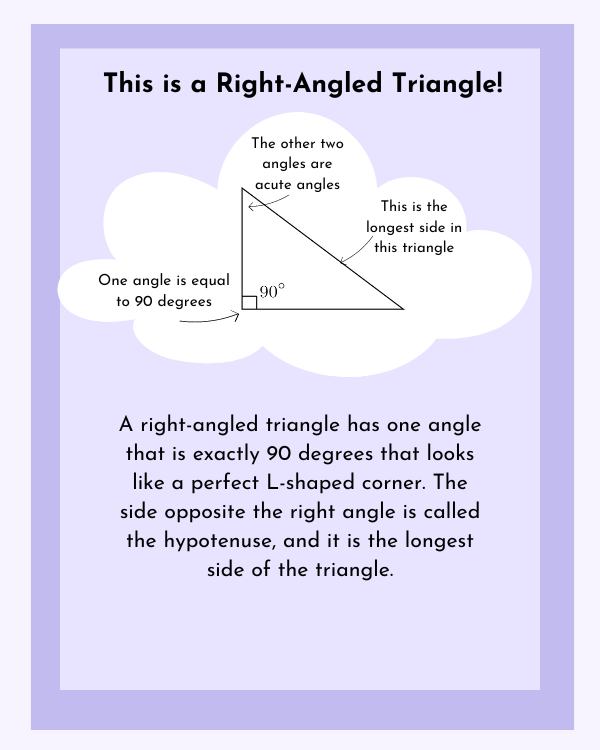 This is a Right-Angled Triangle!
The other two
angles are
acute angles
This is the
longest side in
this triangle
One angle is equal
to 90 degrees
90°
A right-angled triangle has one angle
that is exactly 90 degrees that looks
like a perfect L-shaped corner. The
side opposite the right angle is called
the hypotenuse, and it is the longest
side of the triangle.